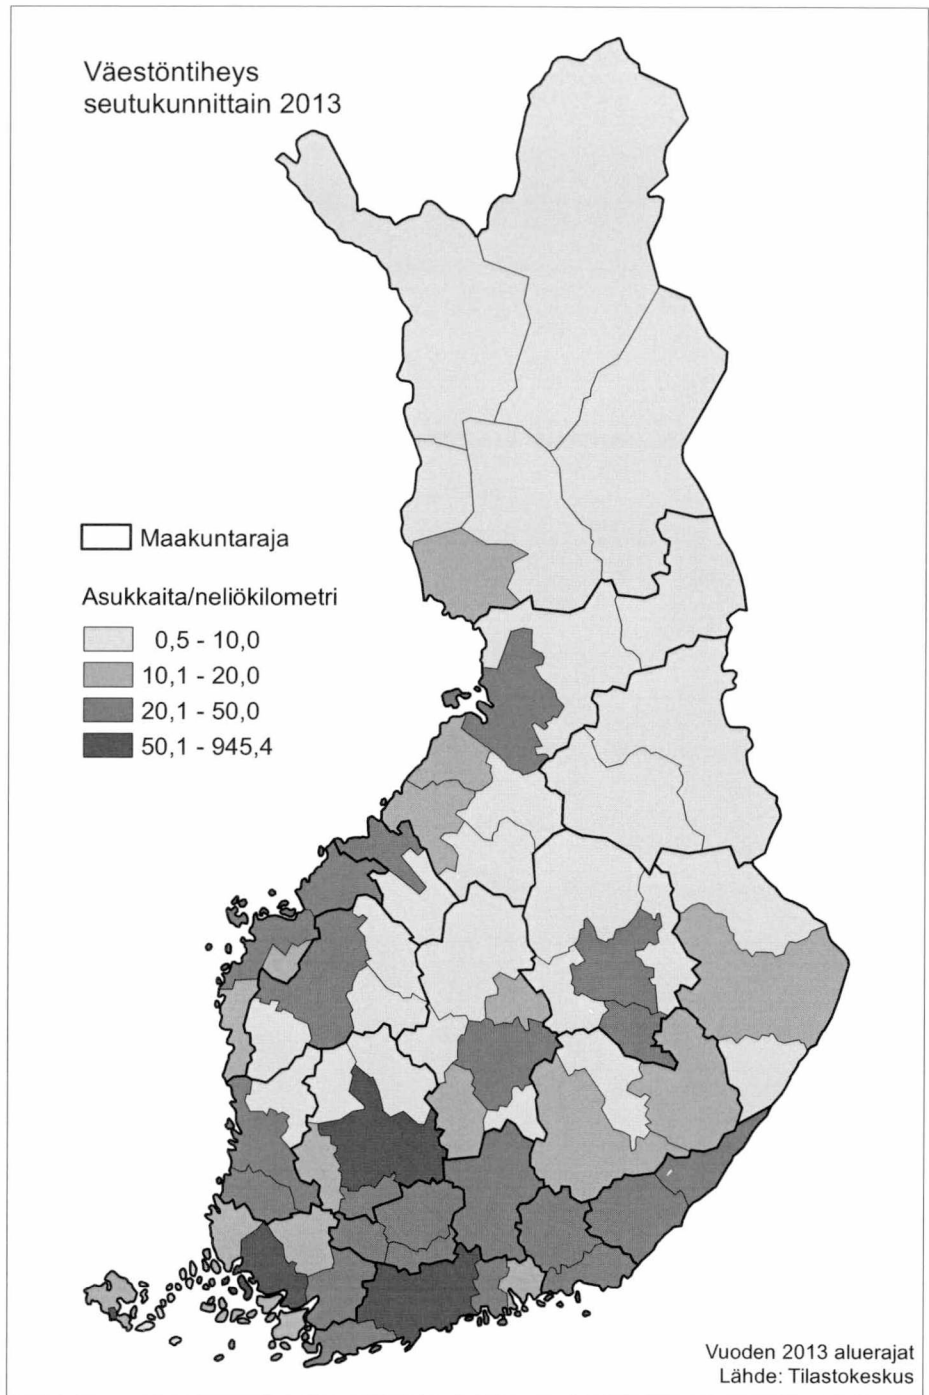 Väestöntiheys
seutukunnittain 2013
Maakuntaraja
Asukkaita/neliökilometri
0,5 - 10,0
10,1 - 20,0
20,1 - 50,0
50,1 - 945,4
Vuoden 2013 aluerajat
Lähde: Tilastokeskus